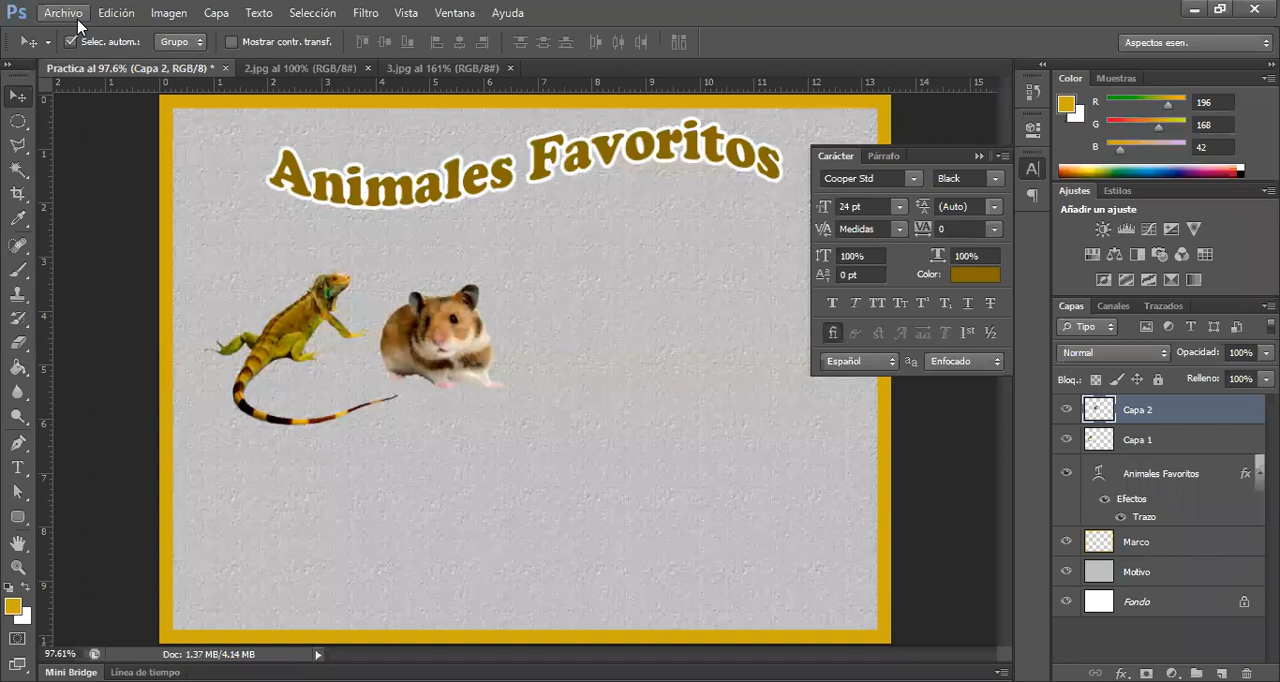 Ps Archivo Edición Imagen Capa Texto Selección Filtro Vista Ventana Ayuda
Selec. autom.: Grupo Mostrar contr. transf. Aspectos esen.
Practica al 97.6% (Capa 2, RGB/8) * × 2.jpg al 100% (RGB/8#) × 3.jpg al 161% (RGB/8#) ×
Color Muestras
R 196
G 168
B 42
Animales Favoritos
Carácter Párrafo
Cooper Std Black
24 pt (Auto)
Medidas 0
100% 100%
0 pt Color:
Español Enfocado
Ajustes Estilos
Añadir un ajuste
Capas Canales Trazados
Tipo
Normal Opacidad: 100%
Bloq.: Relleno: 100%
Capa 2
Capa 1
Animales Favoritos fx
Efectos
Trazo
Marco
Motivo
Fondo
97.61% Doc: 1.37 MB/4.14 MB
Mini Bridge Línea de tiempo